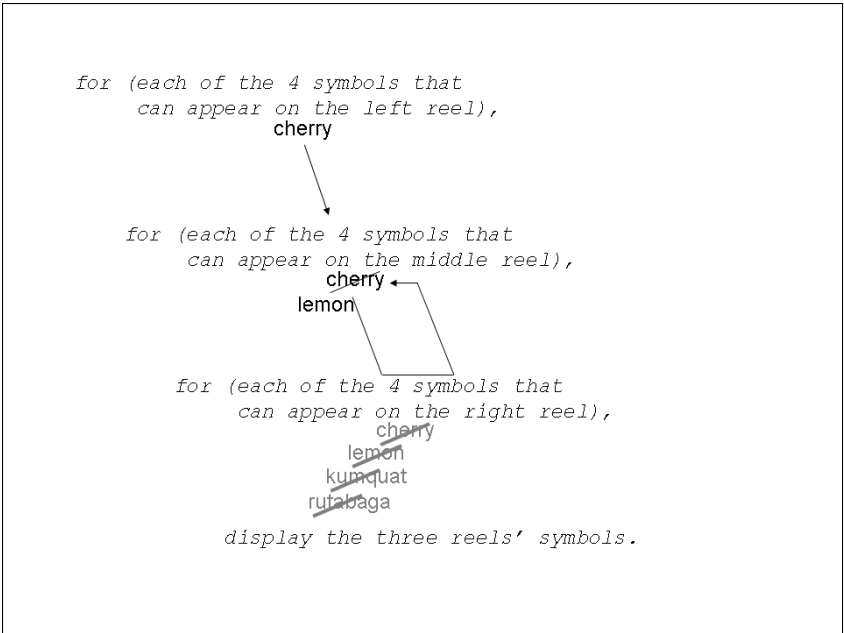 for (each of the 4 symbols that
can appear on the left reel),
cherry
for (each of the 4 symbols that
can appear on the middle reel),
cherry
lemon
for (each of the 4 symbols that
can appear on the right reel),
cherry
lemon
kumquat
rutabaga
display the three reels' symbols.